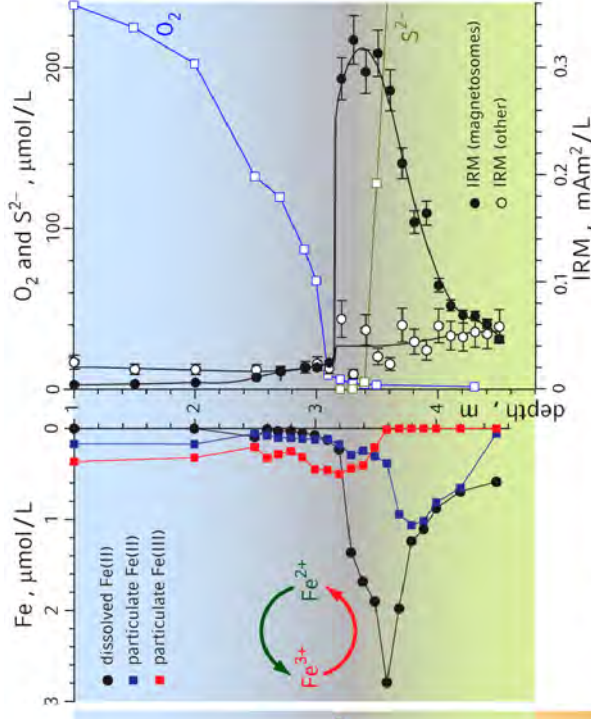 O₂ and S²⁻ , µmol/L
0
100
200
O₂
S²⁻
IRM (magnetosomes)
IRM (other)
0
0.1
0.2
0.3
IRM , mAm²/L
1
2
3
4
depth, m
Fe , µmol/L
0
1
2
3
dissolved Fe(II)
particulate Fe(II)
particulate Fe(III)
Fe³⁺
Fe²⁺